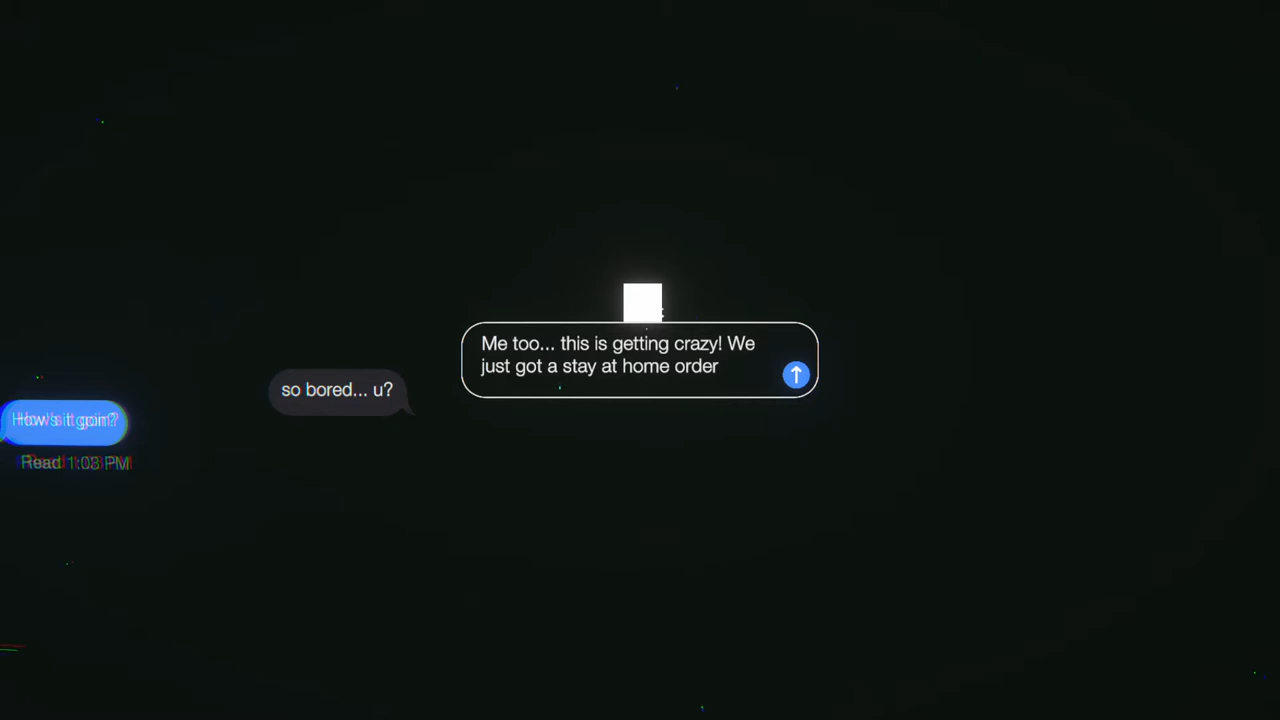 How's it goin?
Read 1:03 PM
so bored... u?
Me too... this is getting crazy! We
just got a stay at home order